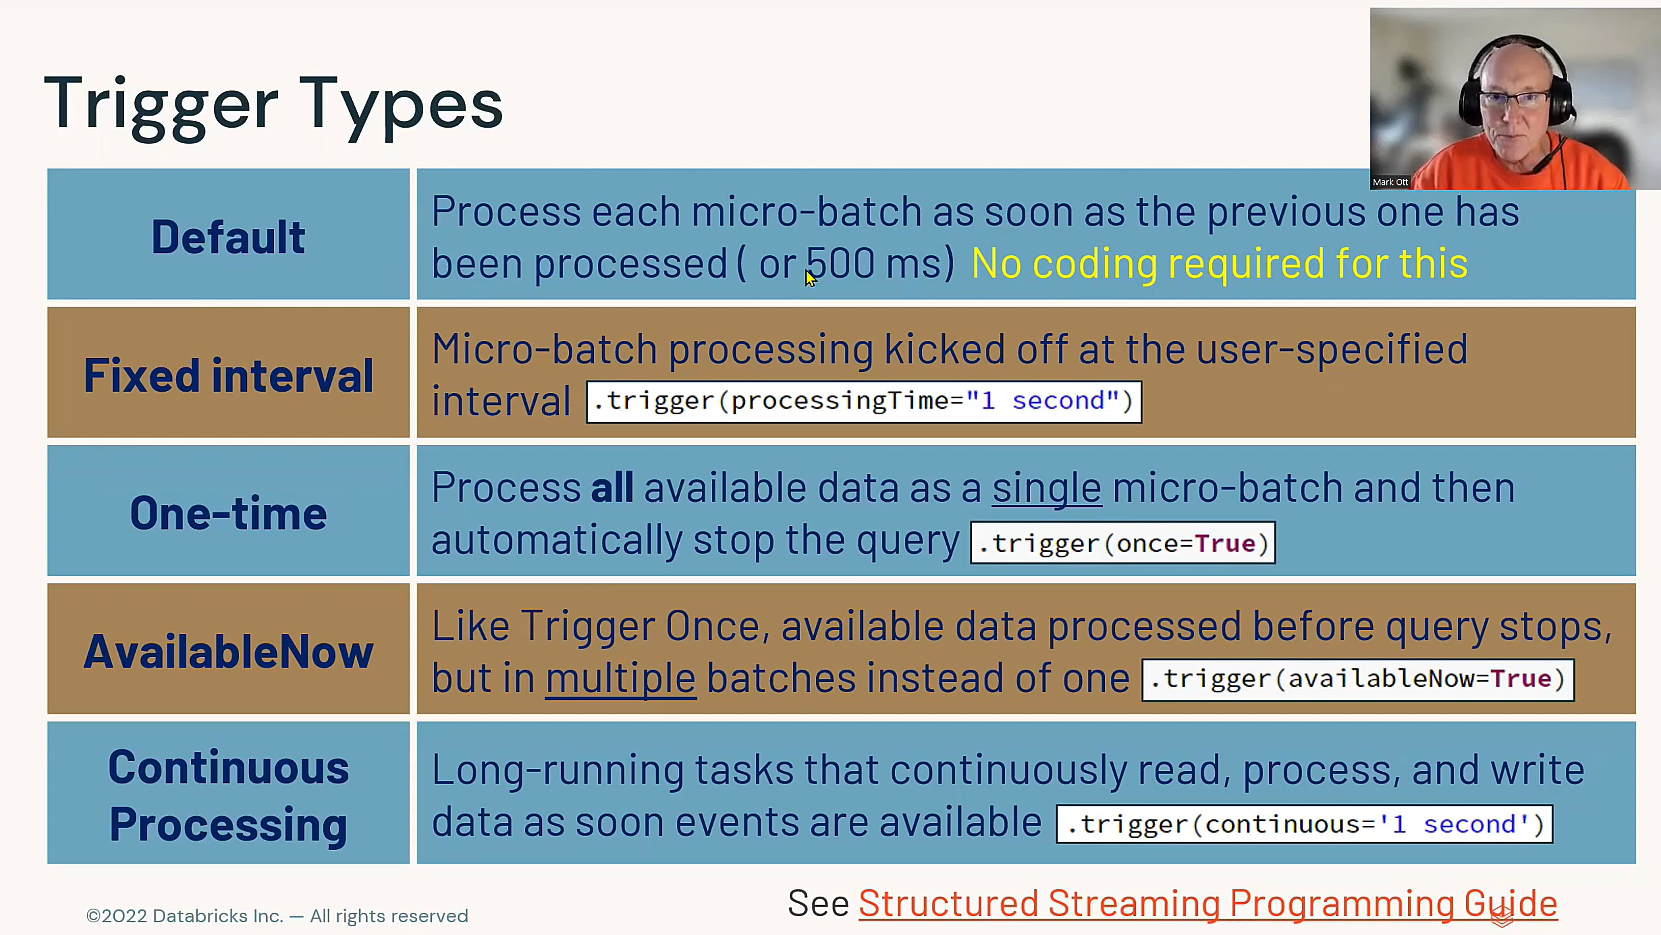 Trigger Types
Mark Ott
Default
Process each micro-batch as soon as the previous one has
been processed ( or 500 ms) No coding required for this
Fixed interval
Micro-batch processing kicked off at the user-specified
interval .trigger(processingTime="1 second")
One-time
Process all available data as a single micro-batch and then
automatically stop the query .trigger(once=True)
AvailableNow
Like Trigger Once, available data processed before query stops,
but in multiple batches instead of one .trigger(availableNow=True)
Continuous
Processing
Long-running tasks that continuously read, process, and write
data as soon events are available .trigger(continuous='1 second')
See Structured Streaming Programming Guide
©2022 Databricks Inc. — All rights reserved